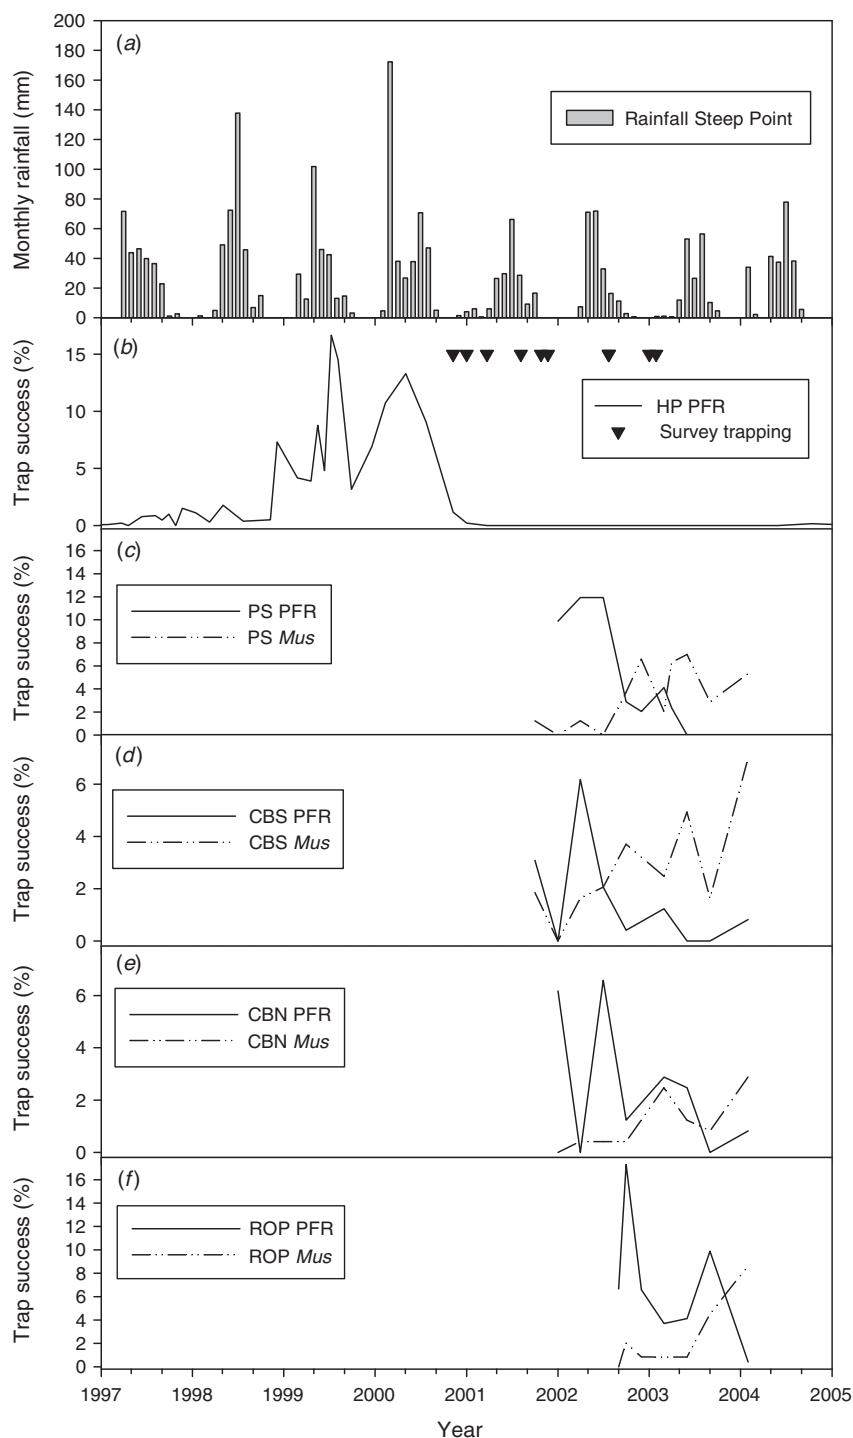 (a)
Monthly rainfall (mm)
200
180
160
140
120
100
80
60
40
20
0
Rainfall Steep Point
(b)
Trap success (%)
15
10
5
0
HP PFR
Survey trapping
(c)
Trap success (%)
16
14
12
10
8
6
4
2
0
PS PFR
PS Mus
(d)
Trap success (%)
6
4
2
0
CBS PFR
CBS Mus
(e)
Trap success (%)
6
4
2
0
CBN PFR
CBN Mus
(f)
Trap success (%)
16
14
12
10
8
6
4
2
0
ROP PFR
ROP Mus
1997 1998 1999 2000 2001 2002 2003 2004 2005
Year